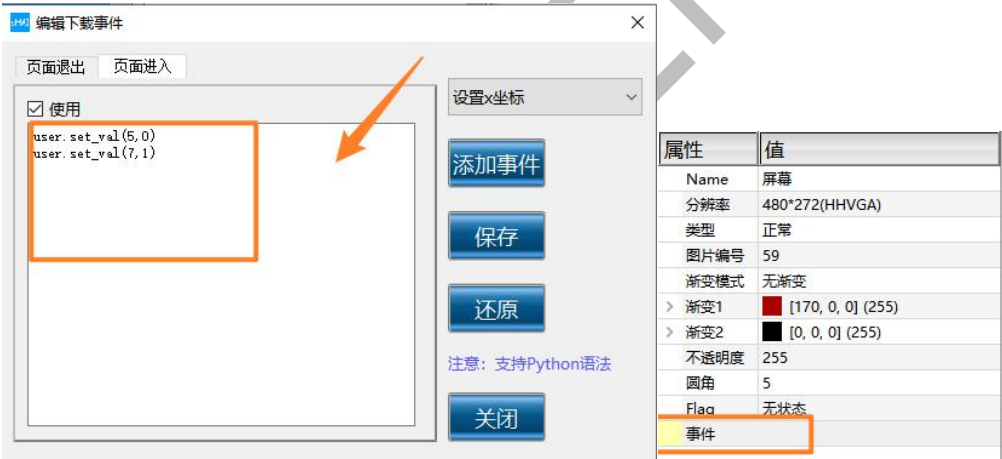 编辑下载事件
页面退出 页面进入
使用
user.set_val(5,0)
user.set_val(7,1)
设置x坐标
添加事件
保存
还原
注意：支持Python语法
关闭
属性 值
Name 屏幕
分辨率 480*272(HHVGA)
类型 正常
图片编号 59
渐变模式 无渐变
渐变1 [170, 0, 0] (255)
渐变2 [0, 0, 0] (255)
不透明度 255
圆角 5
Flag 无状态
事件